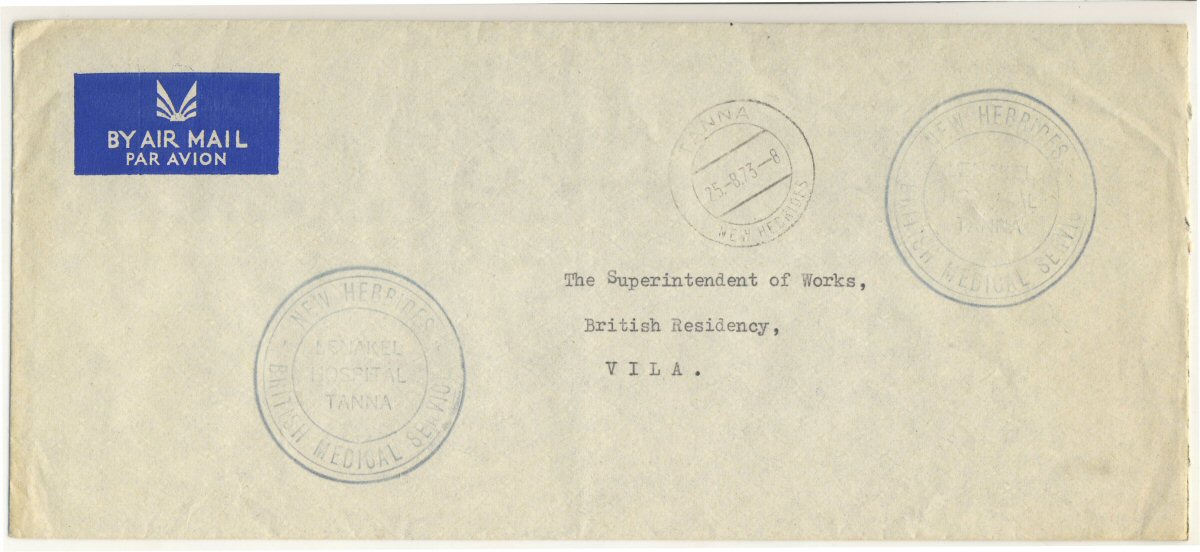 BY AIR MAIL
PAR AVION
TANNA
25.-8.73-8
NEW HEBRIDES
NEW HEBRIDES
TANNA
BRITISH MEDICAL SERVIC
The Superintendent of Works,
British Residency,
V I L A .
NEW HEBRIDES
LENAKEL
HOSPITAL
TANNA
BRITISH MEDICAL SERVIC